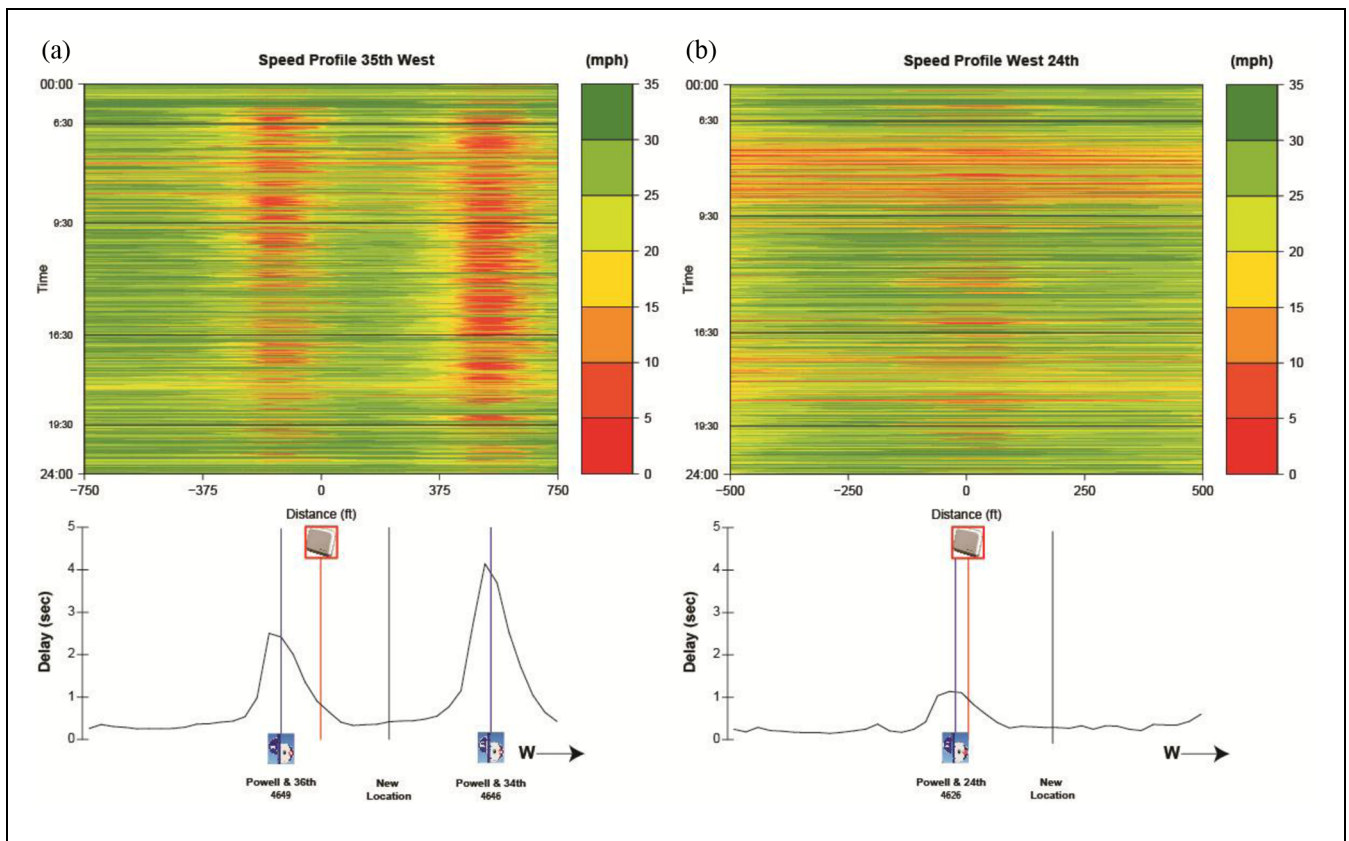 (a)
Speed Profile 35th West
(mph)
00:00
6:30
9:30
16:30
19:30
24:00
Time
-750
-375
0
375
750
Distance (ft)
35
30
25
20
15
10
5
0
Delay (sec)
5
4
3
2
1
0
W
Powell & 36th
4649
New
Location
Powell & 34th
4646
(b)
Speed Profile West 24th
(mph)
00:00
6:30
9:30
16:30
19:30
24:00
Time
-500
-250
0
250
500
Distance (ft)
35
30
25
20
15
10
5
0
Delay (sec)
5
4
3
2
1
0
W
Powell & 24th
4626
New
Location